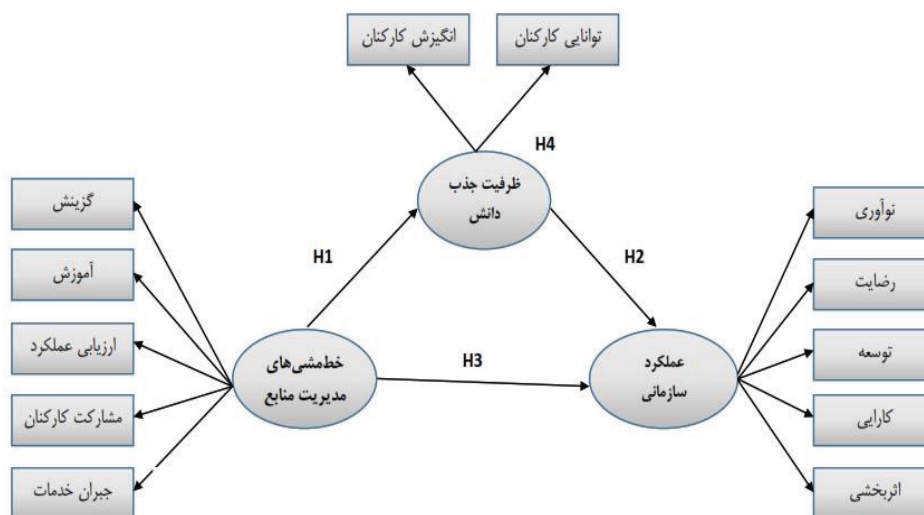 توانایی کارکنان
انگیزش کارکنان
H4
ظرفیت جذب
دانش
گزینش
نوآوری
H1
H2
آموزش
رضایت
ارزیابی عملکرد
خط‌مشی‌های
مدیریت منابع
H3
عملکرد
سازمانی
توسعه
مشارکت کارکنان
کارایی
جبران خدمات
اثربخشی